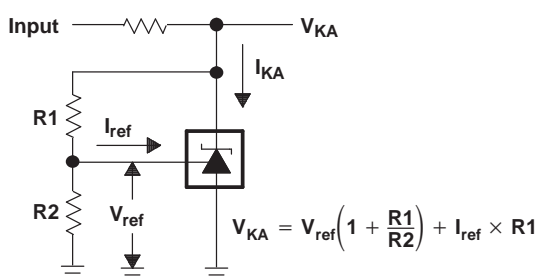 Input
V_KA
I_KA
R1
I_ref
R2
V_ref
V_KA = V_ref(1 + R1/R2) + I_ref × R1